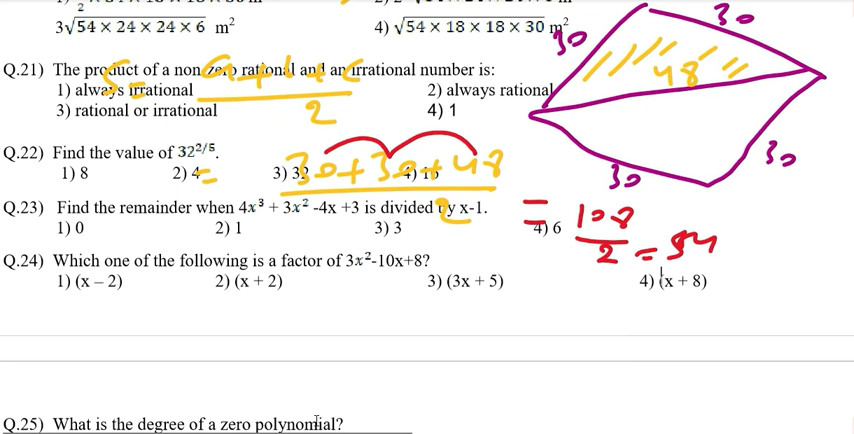 3√54 × 24 × 24 × 6 m²
4) √54 × 18 × 18 × 30 m²
Q.21) The product of a non zero rational and an irrational number is:
1) always irrational
2) always rational
3) rational or irrational
4) 1
Q.22) Find the value of 32^2/5.
1) 8
2) 4
3) 32
4) 16
Q.23) Find the remainder when 4x³ + 3x² -4x +3 is divided by x-1.
1) 0
2) 1
3) 3
4) 6
Q.24) Which one of the following is a factor of 3x²-10x+8?
1) (x – 2)
2) (x + 2)
3) (3x + 5)
4) (x + 8)
Q.25) What is the degree of a zero polynomial?
S = a + b + c
2
= 30 + 30 + 48
2
= 108
2 = 54
30
30
48
30
30